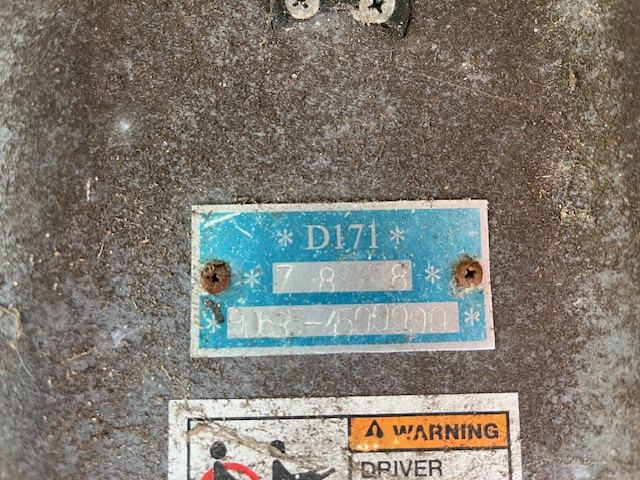 * D171 *
* 7 8 8 *
⚠ WARNING
DRIVER